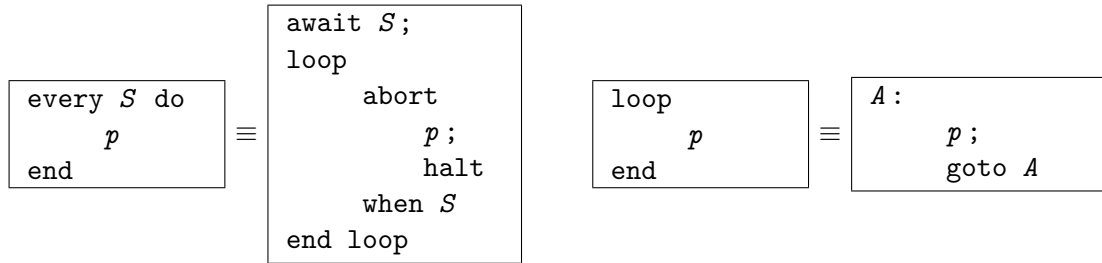 every S do
p
end
≡
await S;
loop
abort
p;
halt
when S
end loop
loop
p
end
≡
A:
p;
goto A